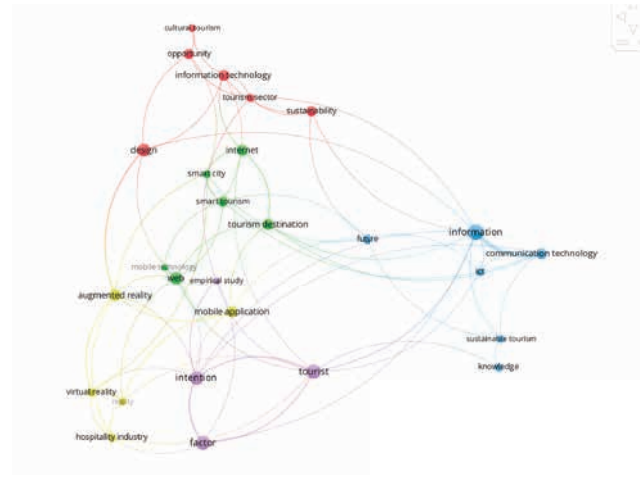 cultural tourism
opportunity
information technology
tourism sector
sustainability
design
internet
smart city
smart tourism
tourism destination
information
future
communication technology
mobile technology
ict
web
empirical study
augmented reality
mobile application
sustainable tourism
knowledge
tourist
intention
virtual reality
reality
hospitality industry
factor